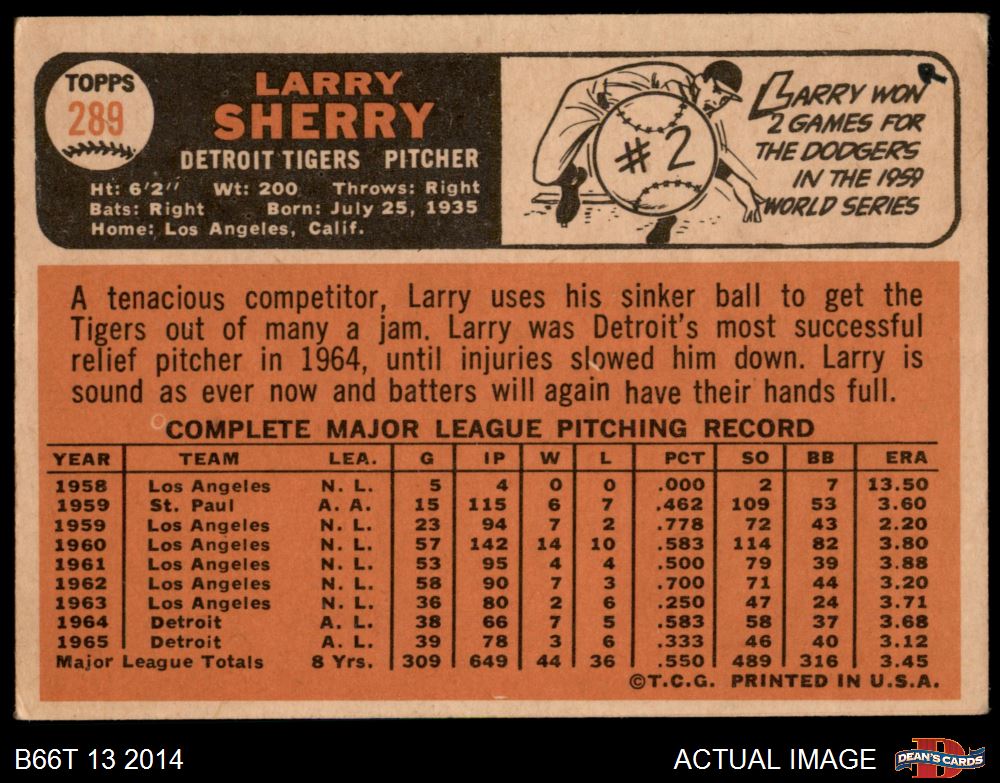 TOPPS
289
LARRY
SHERRY
DETROIT TIGERS PITCHER
Ht: 6'2" Wt: 200 Throws: Right
Bats: Right Born: July 25, 1935
Home: Los Angeles, Calif.
#2
LARRY WON
2 GAMES FOR
THE DODGERS
IN THE 1959
WORLD SERIES
A tenacious competitor, Larry uses his sinker ball to get the
Tigers out of many a jam. Larry was Detroit's most successful
relief pitcher in 1964, until injuries slowed him down. Larry is
sound as ever now and batters will again have their hands full.
COMPLETE MAJOR LEAGUE PITCHING RECORD
YEAR TEAM LEA. G IP W L PCT SO BB ERA
1958 Los Angeles N. L. 5 4 0 0 .000 2 7 13.50
1959 St. Paul A. A. 15 115 6 7 .462 109 53 3.60
1959 Los Angeles N. L. 23 94 7 2 .778 72 43 2.20
1960 Los Angeles N. L. 57 142 14 10 .583 114 82 3.80
1961 Los Angeles N. L. 53 95 4 4 .500 79 39 3.88
1962 Los Angeles N. L. 58 90 7 3 .700 71 44 3.20
1963 Los Angeles N. L. 36 80 2 6 .250 47 24 3.71
1964 Detroit A. L. 38 66 7 5 .583 58 37 3.68
1965 Detroit A. L. 39 78 3 6 .333 46 40 3.12
Major League Totals 8 Yrs. 309 649 44 36 .550 489 316 3.45
©T.C.G. PRINTED IN U.S.A.
B66T 13 2014
ACTUAL IMAGE
D
DEAN'S CARDS